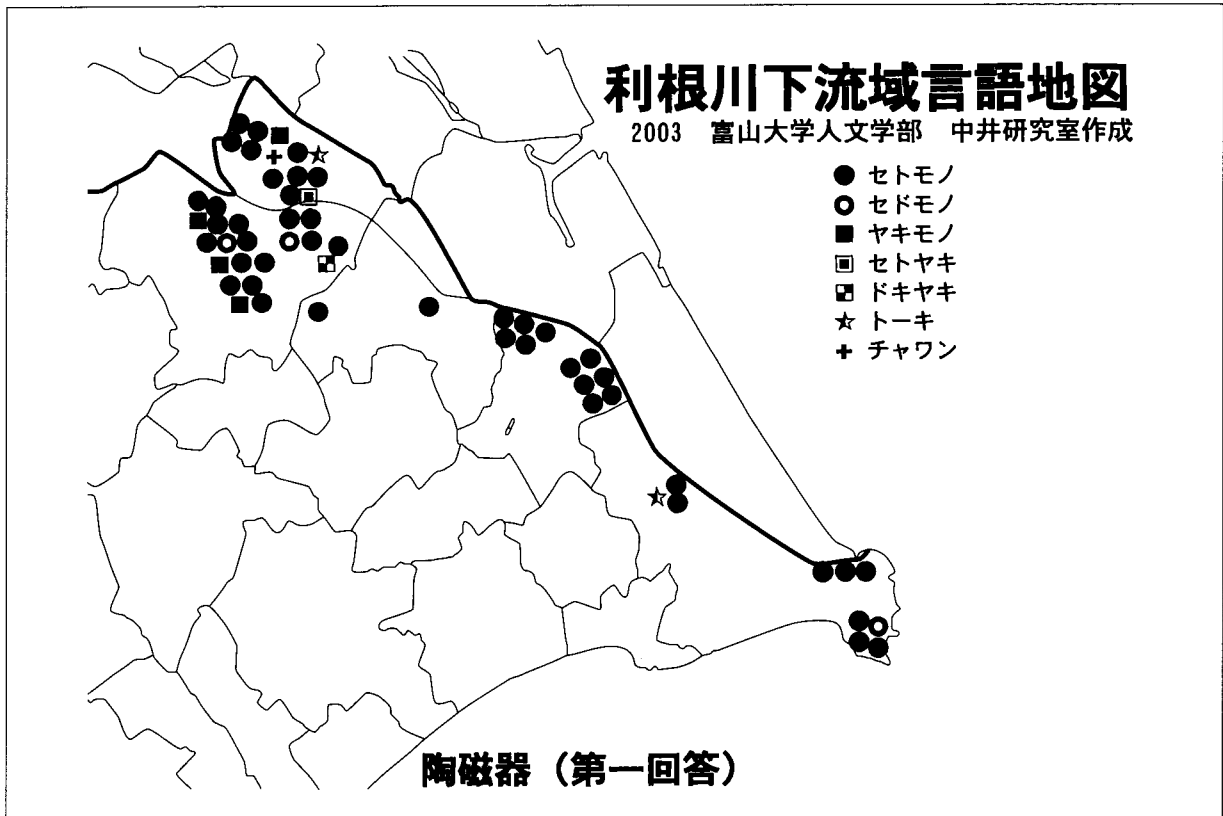 利根川下流域言語地図
2003 富山大学人文学部 中井研究室作成
セトモノ
セドモノ
ヤキモノ
セトヤキ
ドキヤキ
トーキ
チャワン
陶磁器（第一回答）